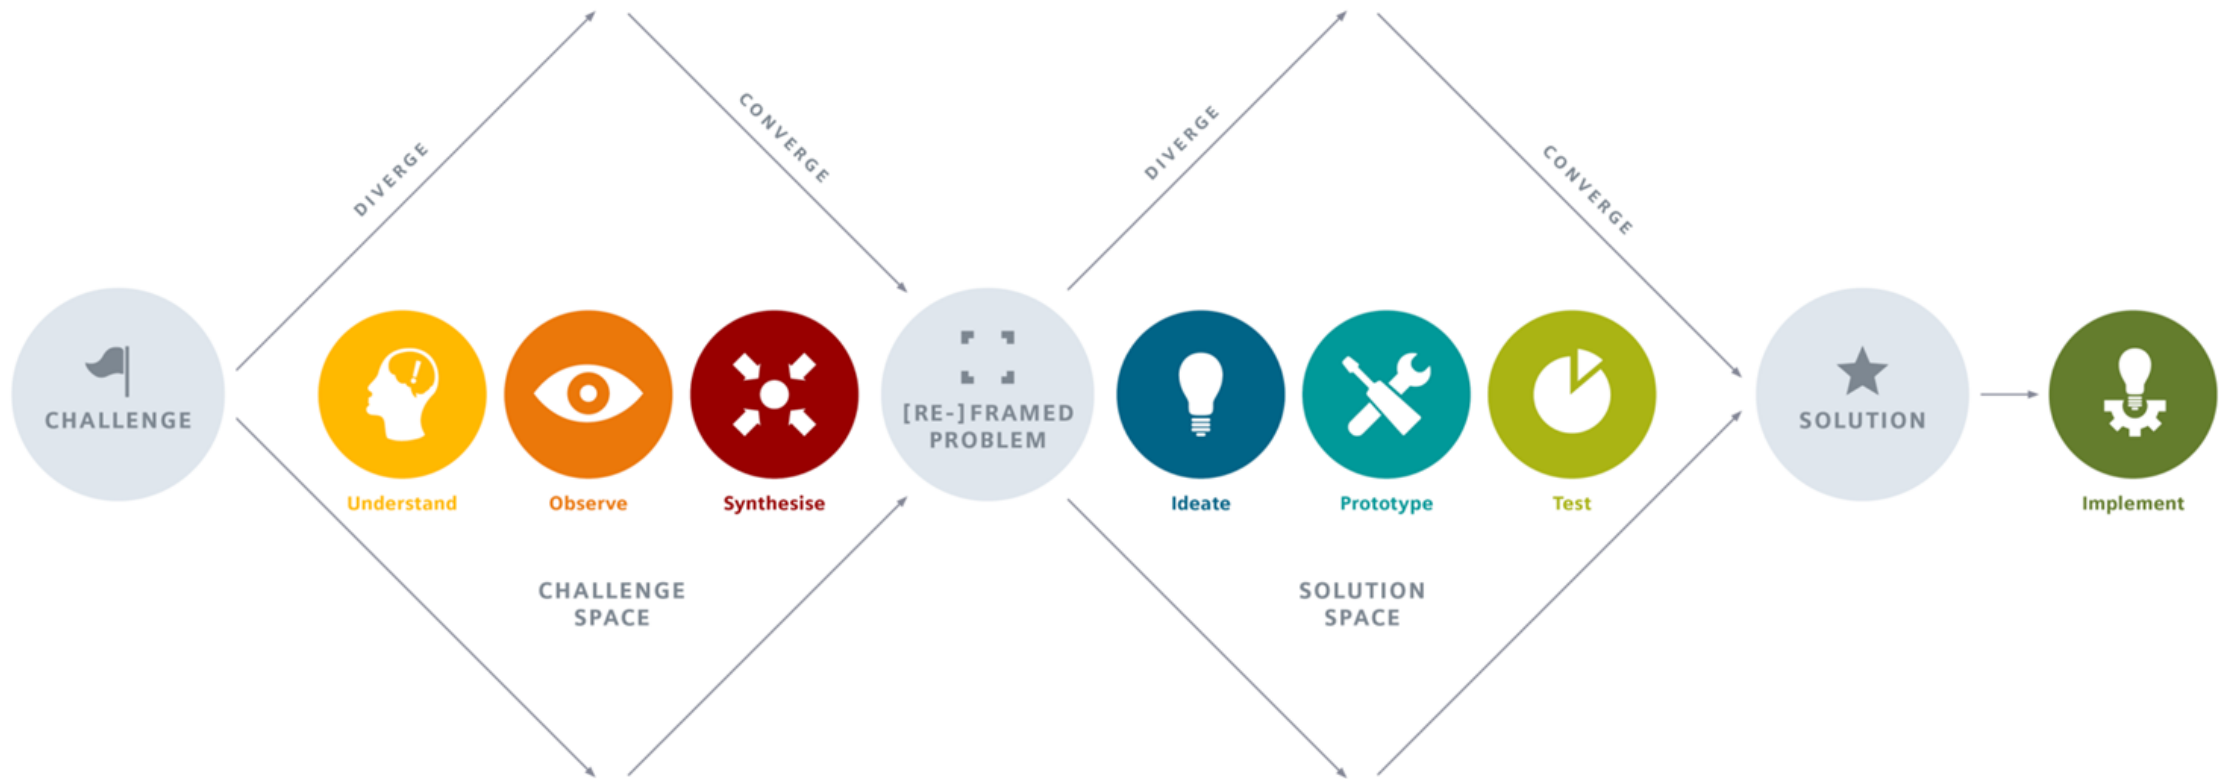 DIVERGE
CONVERGE
DIVERGE
CONVERGE
CHALLENGE
Understand
Observe
Synthesise
[RE-]FRAMED
PROBLEM
Ideate
Prototype
Test
SOLUTION
Implement
CHALLENGE
SPACE
SOLUTION
SPACE